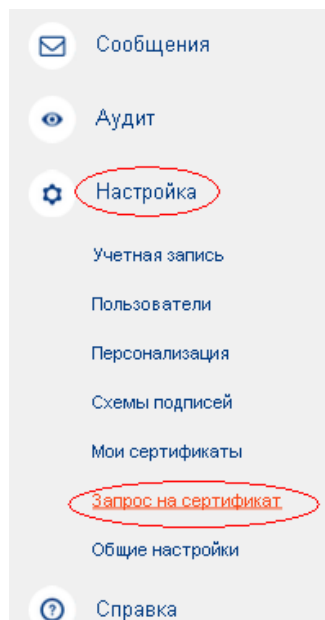 Сообщения
Аудит
Настройка
Учетная запись
Пользователи
Персонализация
Схемы подписей
Мои сертификаты
Запрос на сертификат
Общие настройки
Справка